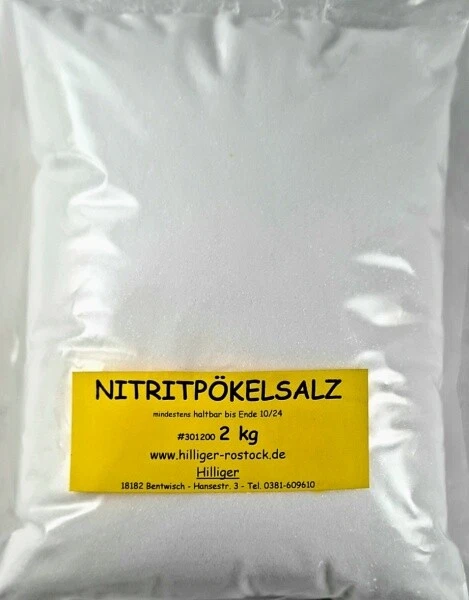 NITRITPÖKELSALZ
mindestens haltbar bis Ende 10/24
#301200 2 kg
www.hilliger-rostock.de
Hilliger
18182 Bentwisch - Hansestr. 3 - Tel. 0381-609610